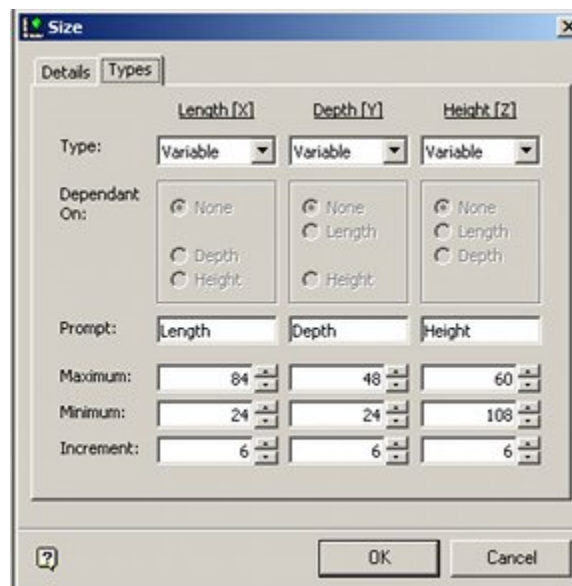 Size
Details Types
Length [X] Depth [Y] Height [Z]
Type: Variable Variable Variable
Dependant On:
None None None
Length Length
Depth Depth
Height Height
Prompt: Length Depth Height
Maximum: 84 48 60
Minimum: 24 24 108
Increment: 6 6 6
OK Cancel